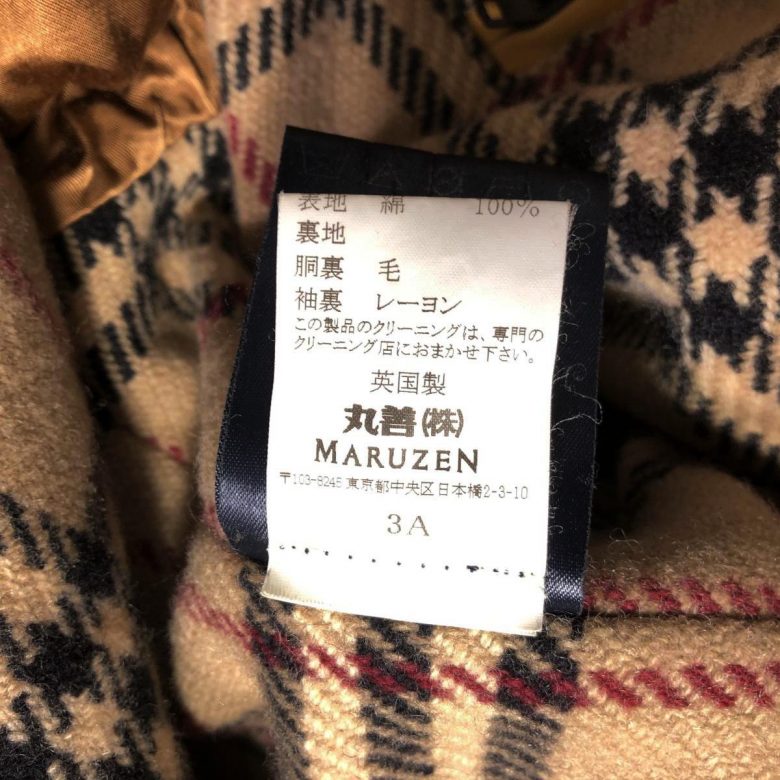 表地 綿 100%
裏地
胴裏 毛
袖裏 レーヨン
この製品のクリーニングは、専門の
クリーニング店におまかせ下さい。
英国製
丸善(株)
MARUZEN
〒103-8245 東京都中央区日本橋2-3-10
3A